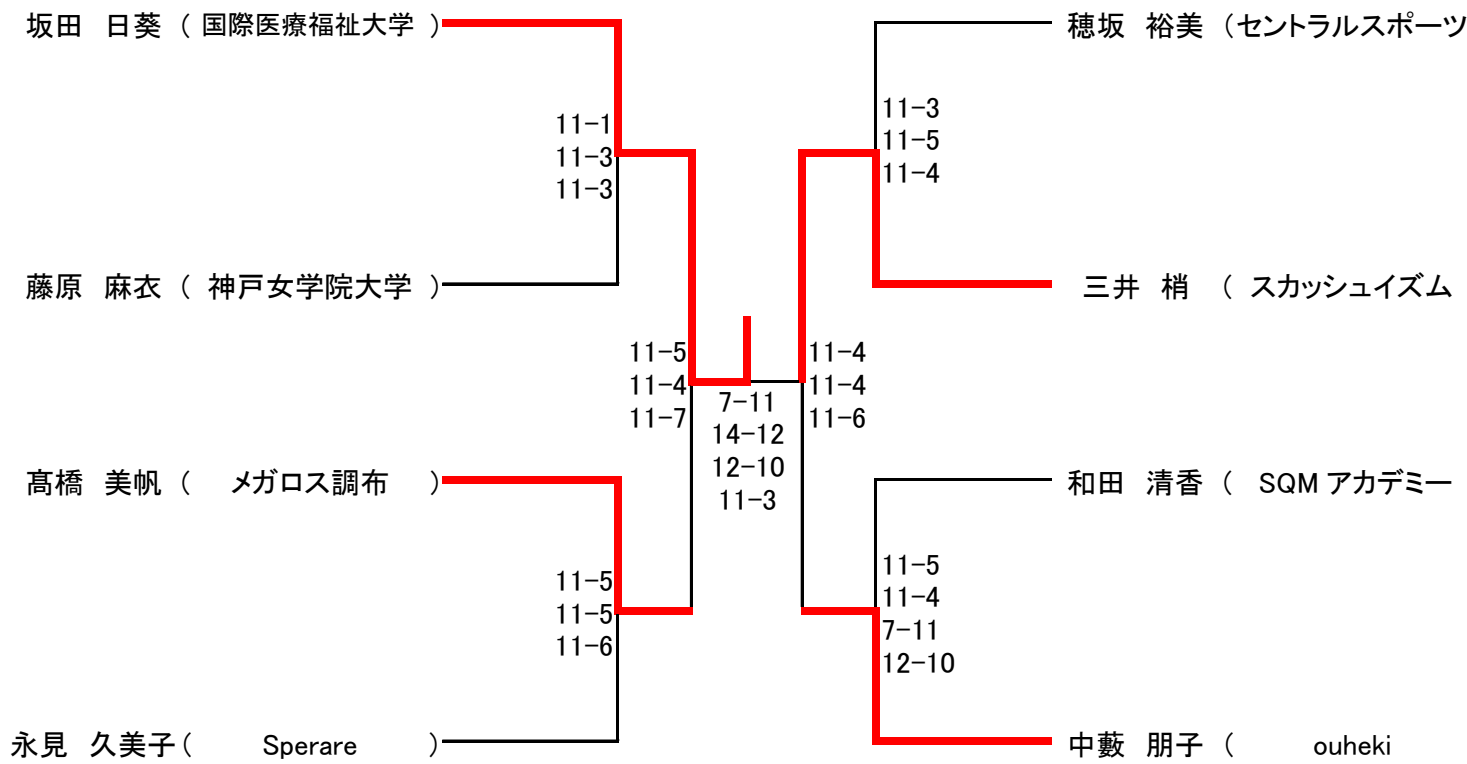 坂田 日葵 ( 国際医療福祉大学 )
穂坂 裕美 (セントラルスポーツ
11-1
11-3
11-3
11-3
11-5
11-4
藤原 麻衣 ( 神戸女学院大学 )
三井 梢 ( スカッシュイズム
11-5
11-4
11-7
7-11
14-12
12-10
11-3
11-4
11-4
11-6
髙橋 美帆 ( メガロス調布 )
和田 清香 ( SQM アカデミー
11-5
11-5
11-6
11-5
11-4
7-11
12-10
永見 久美子( Sperare )
中藪 朋子 ( ouheki